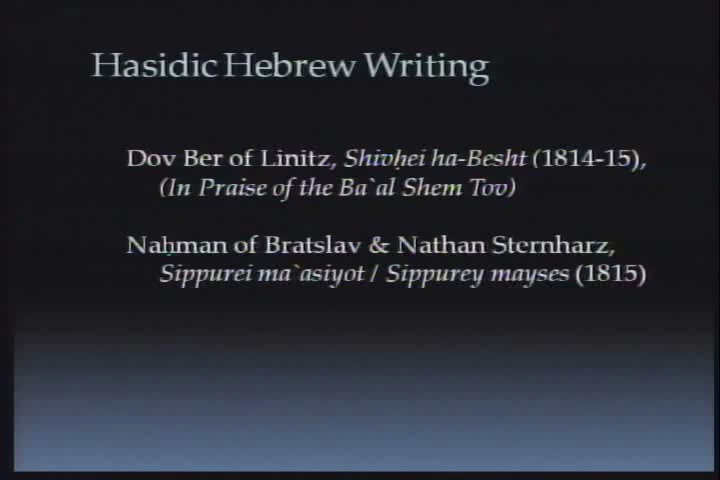 Hasidic Hebrew Writing
Dov Ber of Linitz, Shivḥei ha-Besht (1814-15),
(In Praise of the Ba`al Shem Tov)
Naḥman of Bratslav & Nathan Sternharz,
Sippurei ma`asiyot / Sippurey mayses (1815)